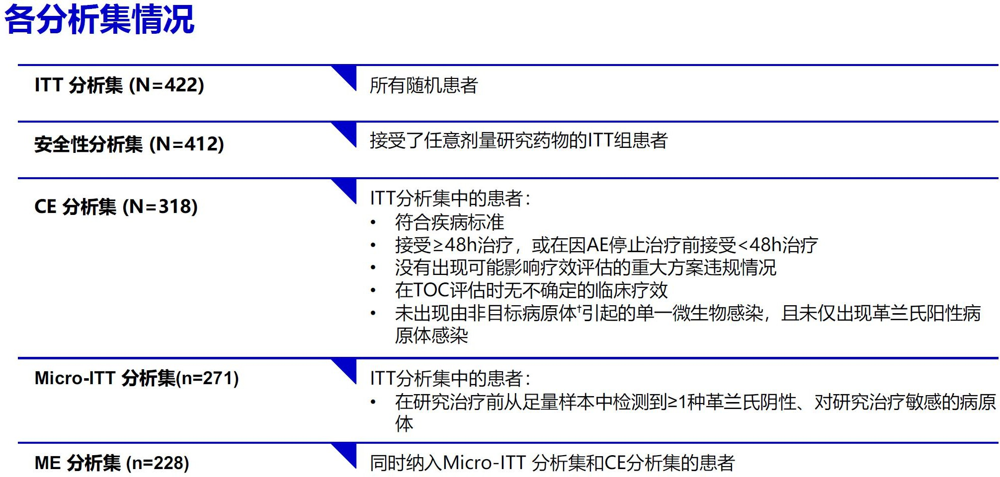 各分析集情况
ITT 分析集 (N=422)
所有随机患者
安全性分析集 (N=412)
接受了任意剂量研究药物的ITT组患者
CE 分析集 (N=318)
ITT分析集中的患者：
• 符合疾病标准
• 接受≥48h治疗，或在因AE停止治疗前接受<48h治疗
• 没有出现可能影响疗效评估的重大方案违规情况
• 在TOC评估时无不确定的临床疗效
• 未出现由非目标病原体†引起的单一微生物感染，且未仅出现革兰氏阳性病
原体感染
Micro-ITT 分析集(n=271)
ITT分析集中的患者：
• 在研究治疗前从足量样本中检测到≥1种革兰氏阴性、对研究治疗敏感的病原
体
ME 分析集 (n=228)
同时纳入Micro-ITT 分析集和CE分析集的患者